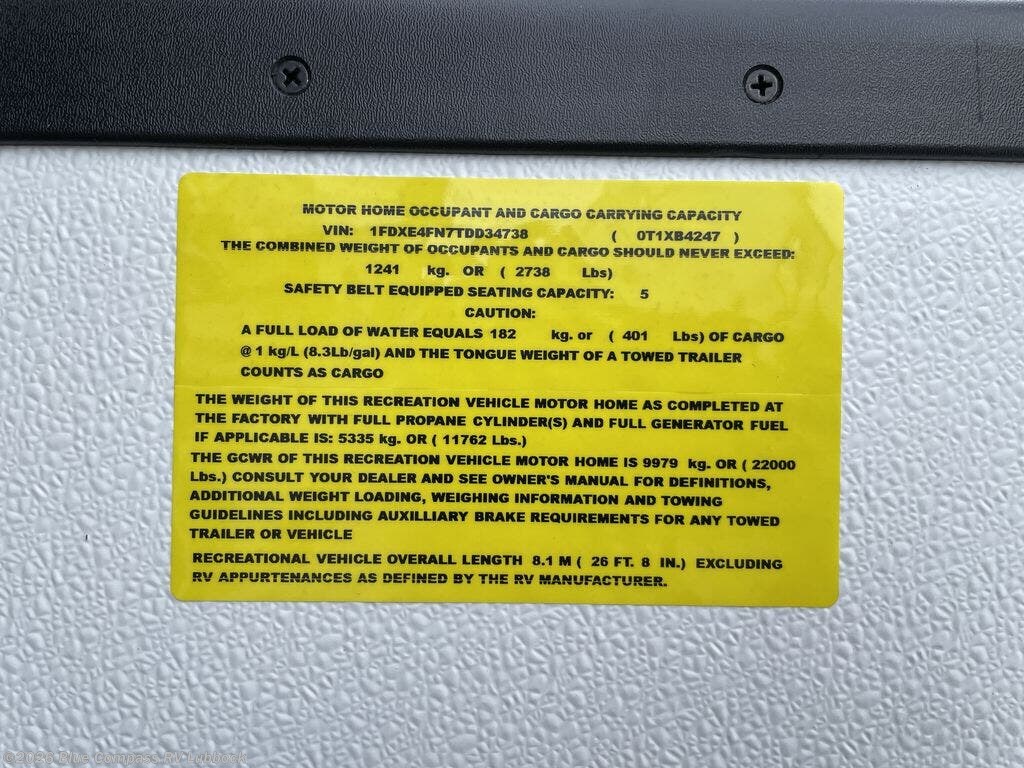 MOTOR HOME OCCUPANT AND CARGO CARRYING CAPACITY
VIN: 1FDXE4FN7TDD34738 ( 0T1XB4247 )
THE COMBINED WEIGHT OF OCCUPANTS AND CARGO SHOULD NEVER EXCEED:
1241 kg. OR ( 2738 Lbs)
SAFETY BELT EQUIPPED SEATING CAPACITY: 5
CAUTION:
A FULL LOAD OF WATER EQUALS 182 kg. or ( 401 Lbs) OF CARGO
@ 1 kg/L (8.3Lb/gal) AND THE TONGUE WEIGHT OF A TOWED TRAILER
COUNTS AS CARGO
THE WEIGHT OF THIS RECREATION VEHICLE MOTOR HOME AS COMPLETED AT
THE FACTORY WITH FULL PROPANE CYLINDER(S) AND FULL GENERATOR FUEL
IF APPLICABLE IS: 5335 kg. OR ( 11762 Lbs.)
THE GCWR OF THIS RECREATION VEHICLE MOTOR HOME IS 9979 kg. OR ( 22000
Lbs.) CONSULT YOUR DEALER AND SEE OWNER'S MANUAL FOR DEFINITIONS,
ADDITIONAL WEIGHT LOADING, WEIGHING INFORMATION AND TOWING
GUIDELINES INCLUDING AUXILLIARY BRAKE REQUIREMENTS FOR ANY TOWED
TRAILER OR VEHICLE
RECREATIONAL VEHICLE OVERALL LENGTH 8.1 M ( 26 FT. 8 IN.) EXCLUDING
RV APPURTENANCES AS DEFINED BY THE RV MANUFACTURER.
Blue Compass RV Lubbock